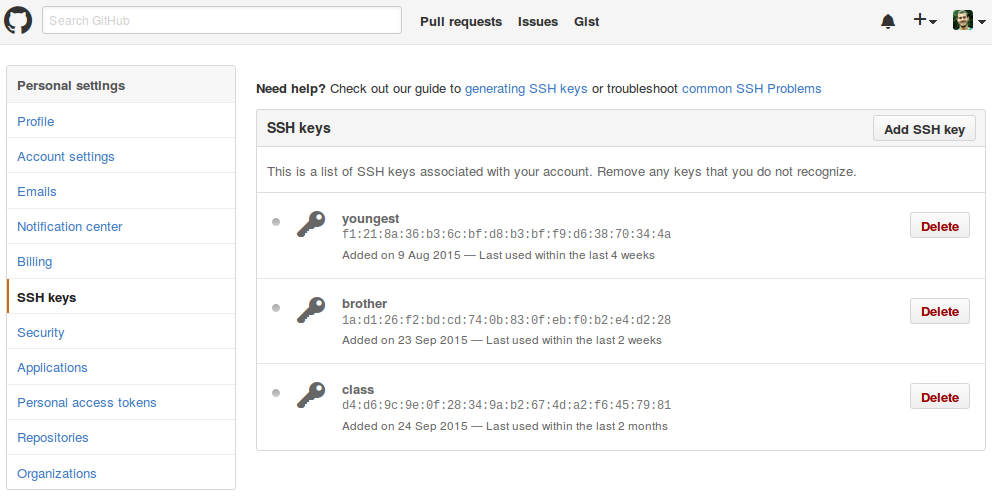 Search GitHub Pull requests Issues Gist
Personal settings
Profile
Account settings
Emails
Notification center
Billing
SSH keys
Security
Applications
Personal access tokens
Repositories
Organizations
Need help? Check out our guide to generating SSH keys or troubleshoot common SSH Problems
SSH keys Add SSH key
This is a list of SSH keys associated with your account. Remove any keys that you do not recognize.
youngest
f1:21:8a:36:b3:6c:bf:d8:b3:bf:f9:d6:38:70:34:4a
Added on 9 Aug 2015 — Last used within the last 4 weeks
Delete
brother
1a:d1:26:f2:bd:cd:74:0b:83:0f:eb:f0:b2:e4:d2:28
Added on 23 Sep 2015 — Last used within the last 2 weeks
Delete
class
d4:d6:9c:9e:0f:28:34:9a:b2:67:4d:a2:f6:45:79:81
Added on 24 Sep 2015 — Last used within the last 2 months
Delete